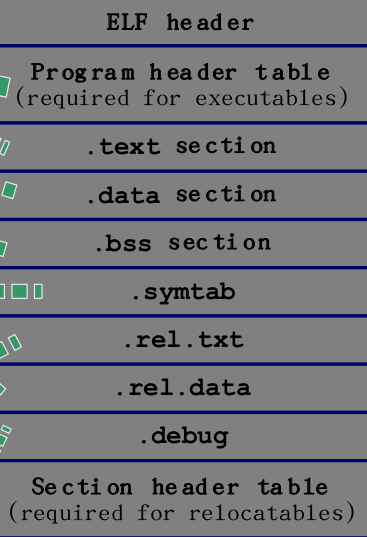 ELF header
Program header table
(required for executables)
.text section
.data section
.bss section
.symtab
.rel.txt
.rel.data
.debug
Section header table
(required for relocatables)